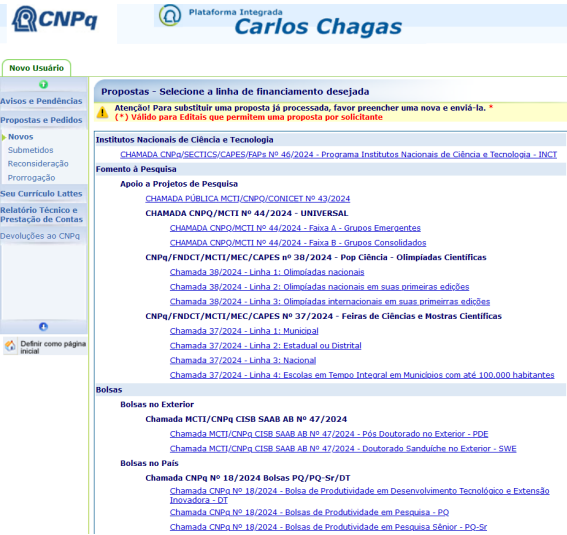 CNPq
Plataforma Integrada
Carlos Chagas
Novo Usuário
Avisos e Pendências
Propostas e Pedidos
Novos
Submetidos
Reconsideração
Prorrogação
Seu Currículo Lattes
Relatório Técnico e
Prestação de Contas
Devoluções ao CNPq
Definir como página
inicial
Propostas - Selecione a linha de financiamento desejada
Atenção! Para substituir uma proposta já processada, favor preencher uma nova e enviá-la. *
(*) Válido para Editais que permitem uma proposta por solicitante
Institutos Nacionais de Ciência e Tecnologia
CHAMADA CNPq/SECTICS/CAPES/FAPs Nº 46/2024 - Programa Institutos Nacionais de Ciência e Tecnologia - INCT
Fomento à Pesquisa
Apoio a Projetos de Pesquisa
CHAMADA PÚBLICA MCTI/CNPQ/CONICET Nº 43/2024
CHAMADA CNPQ/MCTI Nº 44/2024 - UNIVERSAL
CHAMADA CNPQ/MCTI Nº 44/2024 - Faixa A - Grupos Emergentes
CHAMADA CNPQ/MCTI Nº 44/2024 - Faixa B - Grupos Consolidados
CNPq/FNDCT/MCTI/MEC/CAPES nº 38/2024 - Pop Ciência - Olimpíadas Científicas
Chamada 38/2024 - Linha 1: Olimpíadas nacionais
Chamada 38/2024 - Linha 2: Olimpíadas nacionais em suas primeiras edições
Chamada 38/2024 - Linha 3: Olimpíadas internacionais em suas primeirras edições
CNPq/FNDCT/MCTI/MEC/CAPES Nº 37/2024 - Feiras de Ciências e Mostras Científicas
Chamada 37/2024 - Linha 1: Municipal
Chamada 37/2024 - Linha 2: Estadual ou Distrital
Chamada 37/2024 - Linha 3: Nacional
Chamada 37/2024 - Linha 4: Escolas em Tempo Integral em Municípios com até 100.000 habitantes
Bolsas
Bolsas no Exterior
Chamada MCTI/CNPq CISB SAAB AB Nº 47/2024
Chamada MCTI/CNPq CISB SAAB AB Nº 47/2024 - Pós Doutorado no Exterior - PDE
Chamada MCTI/CNPq CISB SAAB AB Nº 47/2024 - Doutorado Sanduíche no Exterior - SWE
Bolsas no País
Chamada CNPq Nº 18/2024 Bolsas PQ/PQ-Sr/DT
Chamada CNPq Nº 18/2024 - Bolsa de Produtividade em Desenvolvimento Tecnológico e Extensão
Inovadora - DT
Chamada CNPq Nº 18/2024 - Bolsas de Produtividade em Pesquisa - PQ
Chamada CNPq Nº 18/2024 - Bolsas de Produtividade em Pesquisa Sênior - PQ-Sr